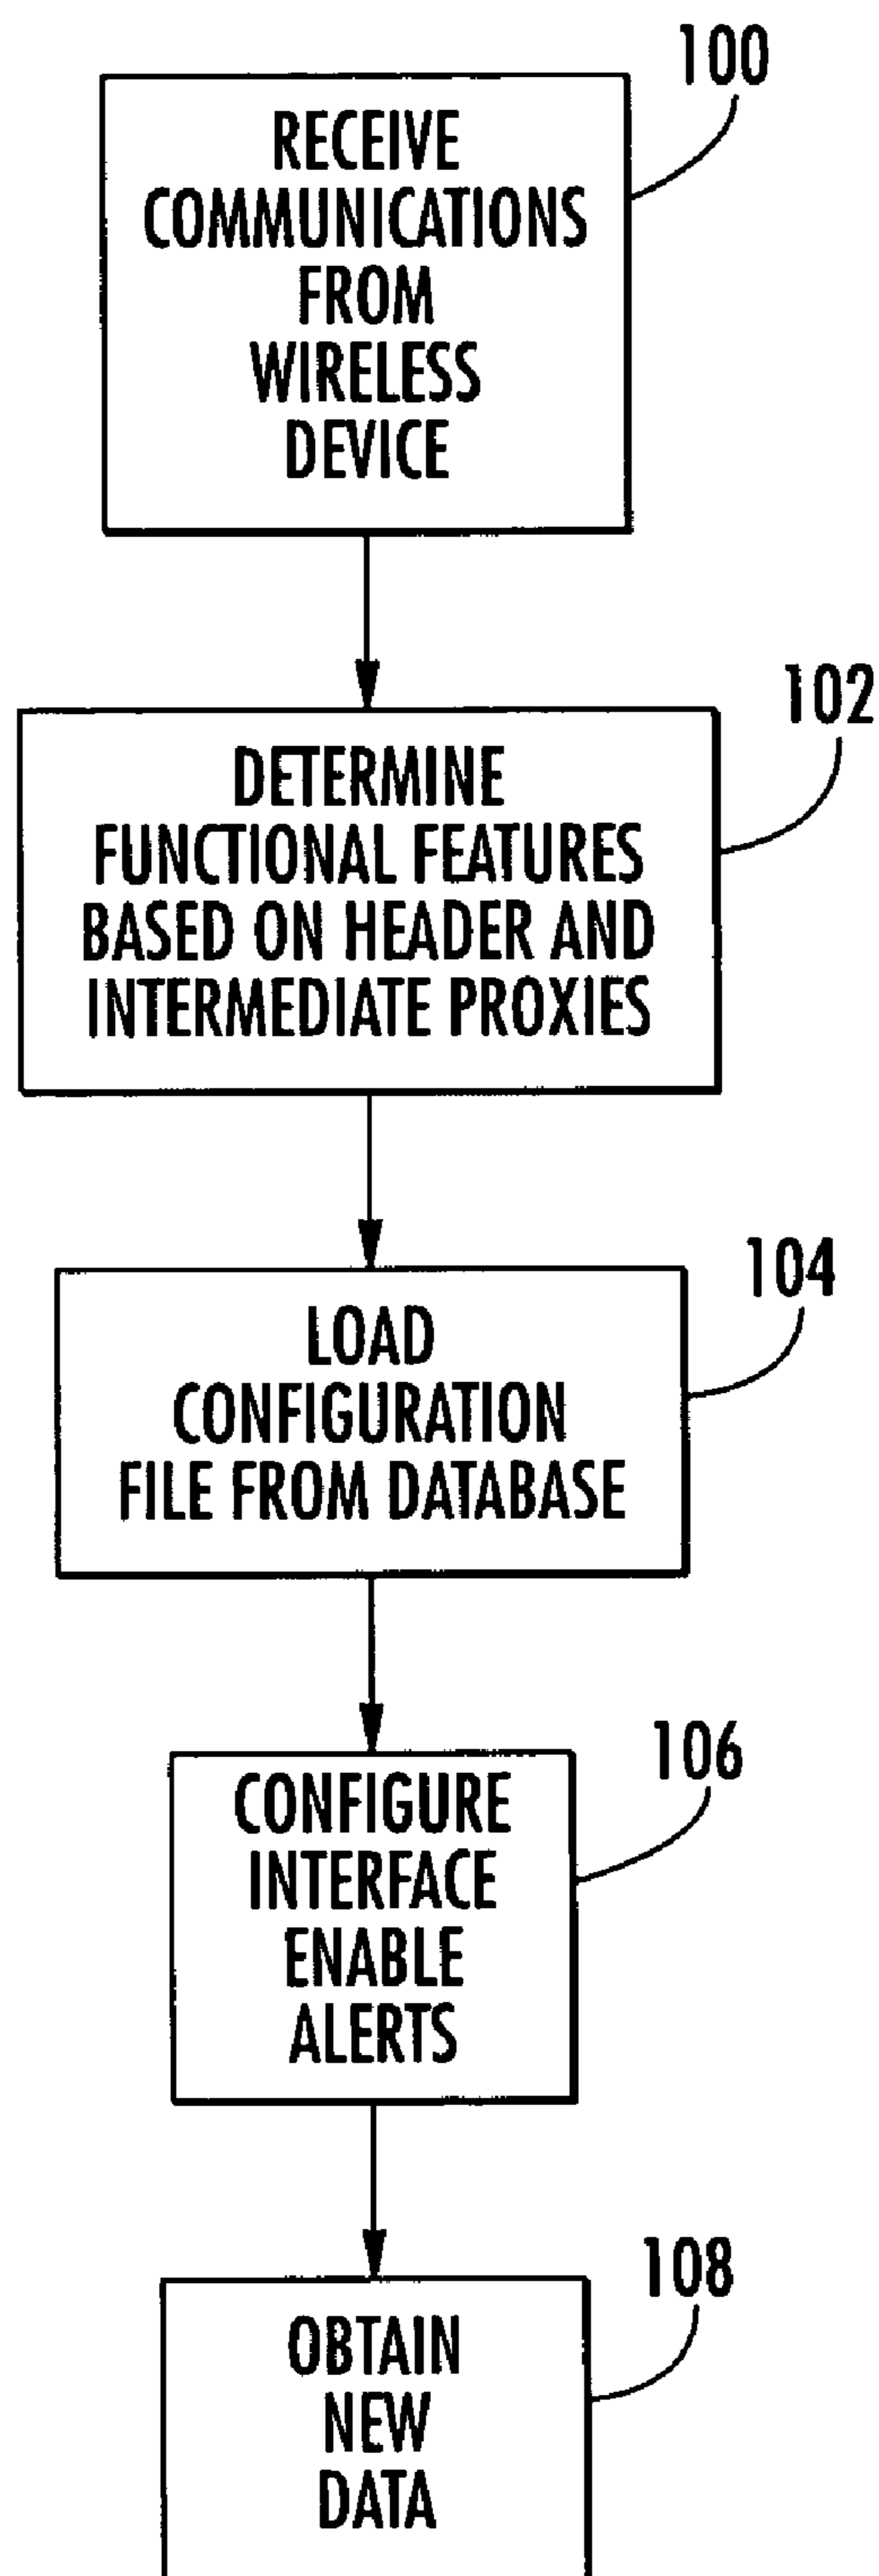 100
RECEIVE
COMMUNICATIONS
FROM
WIRELESS
DEVICE
102
DETERMINE
FUNCTIONAL FEATURES
BASED ON HEADER AND
INTERMEDIATE PROXIES
104
LOAD
CONFIGURATION
FILE FROM DATABASE
106
CONFIGURE
INTERFACE
ENABLE
ALERTS
108
OBTAIN
NEW
DATA